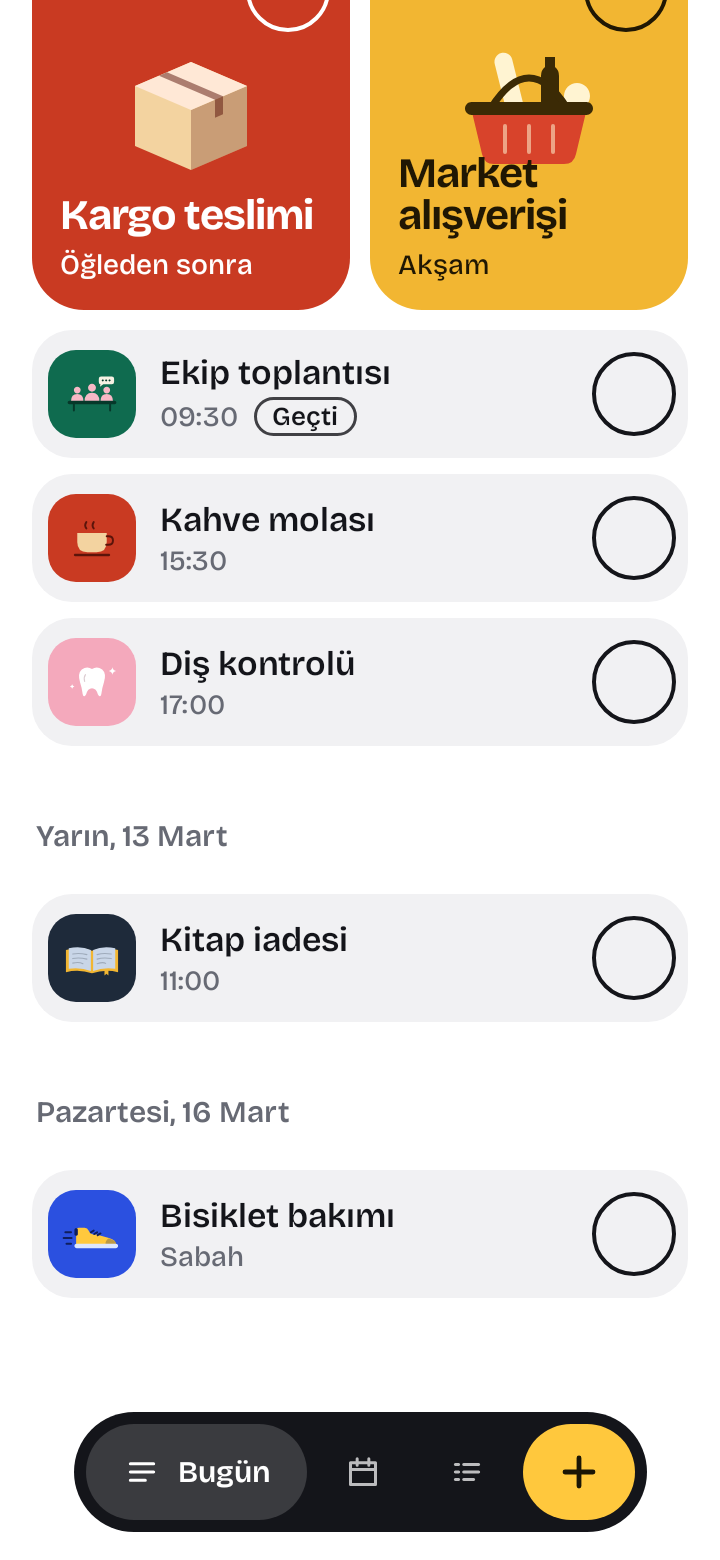 Kargo teslimi
Öğleden sonra
Market
alışverişi
Akşam
Ekip toplantısı
09:30 Geçti
Kahve molası
15:30
Diş kontrolü
17:00
Yarın, 13 Mart
Kitap iadesi
11:00
Pazartesi, 16 Mart
Bisiklet bakımı
Sabah
Bugün